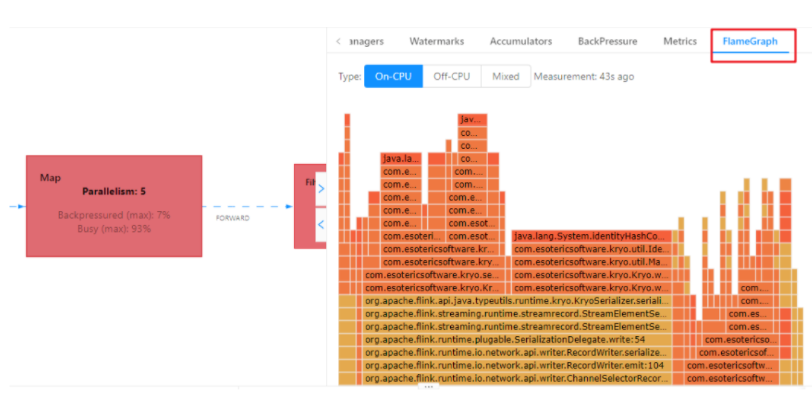 < anagers Watermarks Accumulators BackPressure Metrics FlameGraph
Type: On-CPU Off-CPU Mixed Measurement: 43s ago
Map
Parallelism: 5
Backpressured (max): 7%
Busy (max): 93%
FORWARD
Fil
>
<
jav...
co...
co...
java.la... co...
com.e... com....
com.e... com....
com.e... com.e...
com.e... com.e...
com.e... com.esot...
com.esoteri... com.esot... java.lang.System.identityHashCo...
com.esotericsoftware.kr... com.esotericsoftware.kryo.util.Ide...
com.esotericsoftware.kry... com.esotericsoftware.kryo.util.Ma...
com.esotericsoftware.kryo.se... com.esotericsoftware.kryo.Kryo.w...
com.esotericsoftware.kryo.Kr... com.esotericsoftware.kryo.Kryo.w... com....
org.apache.flink.api.java.typeutils.runtime.kryo.KryoSerializer.seriali... com....
org.apache.flink.streaming.runtime.streamrecord.StreamElementSe... com.es...
org.apache.flink.streaming.runtime.streamrecord.StreamElementSe... com.es...
org.apache.flink.runtime.plugable.SerializationDelegate.write:54 com.esotericso...
org.apache.flink.runtime.io.network.api.writer.RecordWriter.serialize... com.esotericsof...
org.apache.flink.runtime.io.network.api.writer.RecordWriter.emit:104 com.esotericsoftw...
org.apache.flink.runtime.io.network.api.writer.ChannelSelectorRecor... com.esotericsoftw...